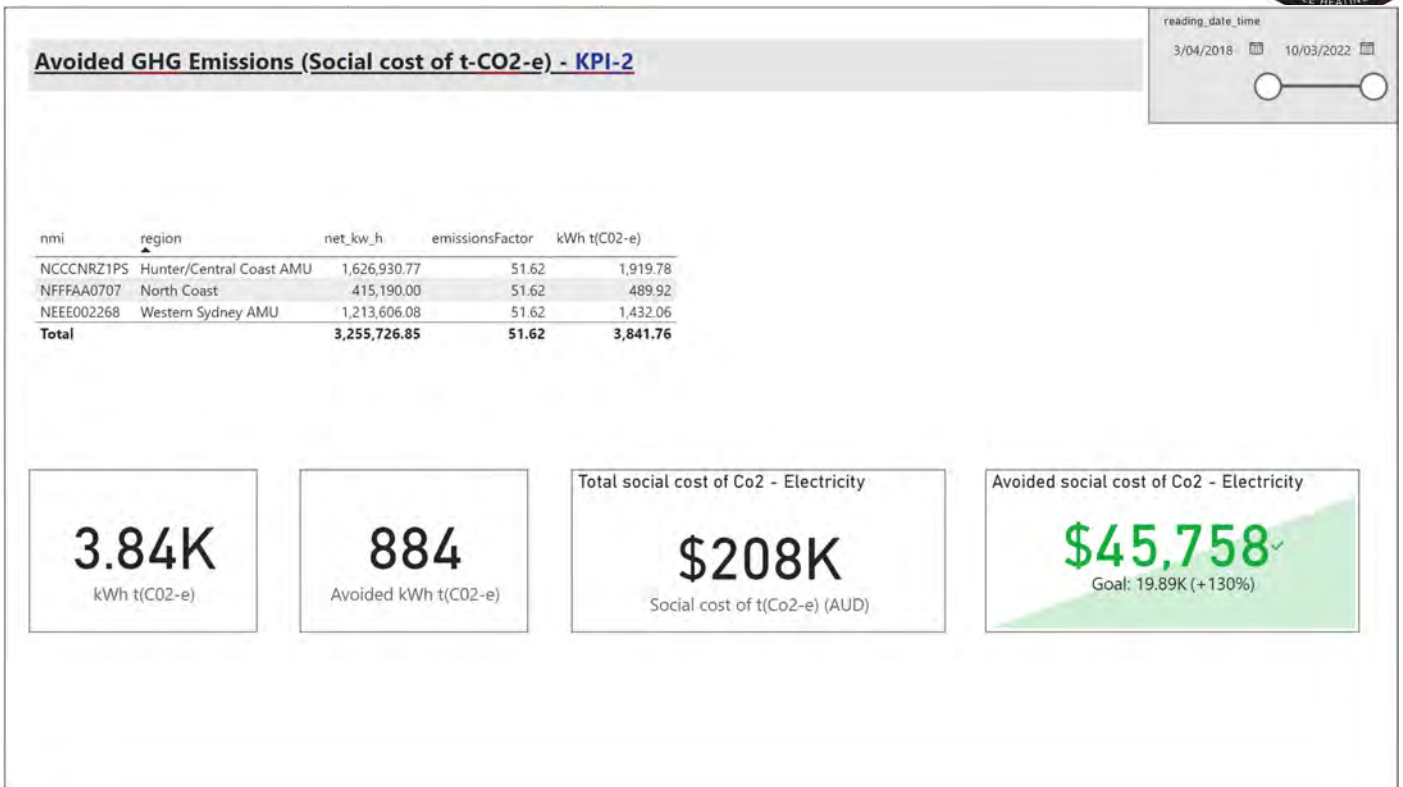 reading_date_time
3/04/2018 10/03/2022
Avoided GHG Emissions (Social cost of t-CO2-e) - KPI-2
nmi region net_kw_h emissionsFactor kWh t(C02-e)
NCCCNRZ1PS Hunter/Central Coast AMU 1,626,930.77 51.62 1,919.78
NFFFAA0707 North Coast 415,190.00 51.62 489.92
NEEE002268 Western Sydney AMU 1,213,606.08 51.62 1,432.06
Total 3,255,726.85 51.62 3,841.76
3.84K
kWh t(C02-e)
884
Avoided kWh t(C02-e)
Total social cost of Co2 - Electricity
$208K
Social cost of t(Co2-e) (AUD)
Avoided social cost of Co2 - Electricity
$45,758
Goal: 19.89K (+130%)